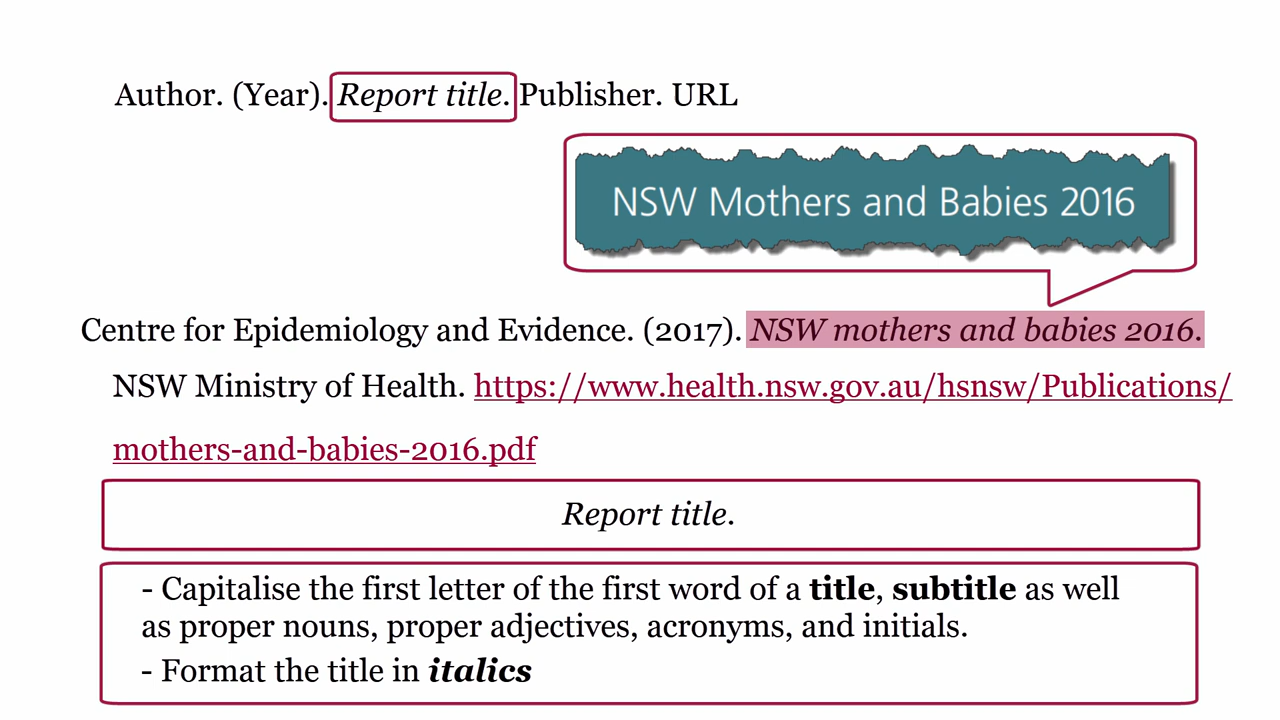 Author. (Year). Report title. Publisher. URL
NSW Mothers and Babies 2016
Centre for Epidemiology and Evidence. (2017). NSW mothers and babies 2016.
NSW Ministry of Health. https://www.health.nsw.gov.au/hsnsw/Publications/
mothers-and-babies-2016.pdf
Report title.
- Capitalise the first letter of the first word of a title, subtitle as well
as proper nouns, proper adjectives, acronyms, and initials.
- Format the title in italics